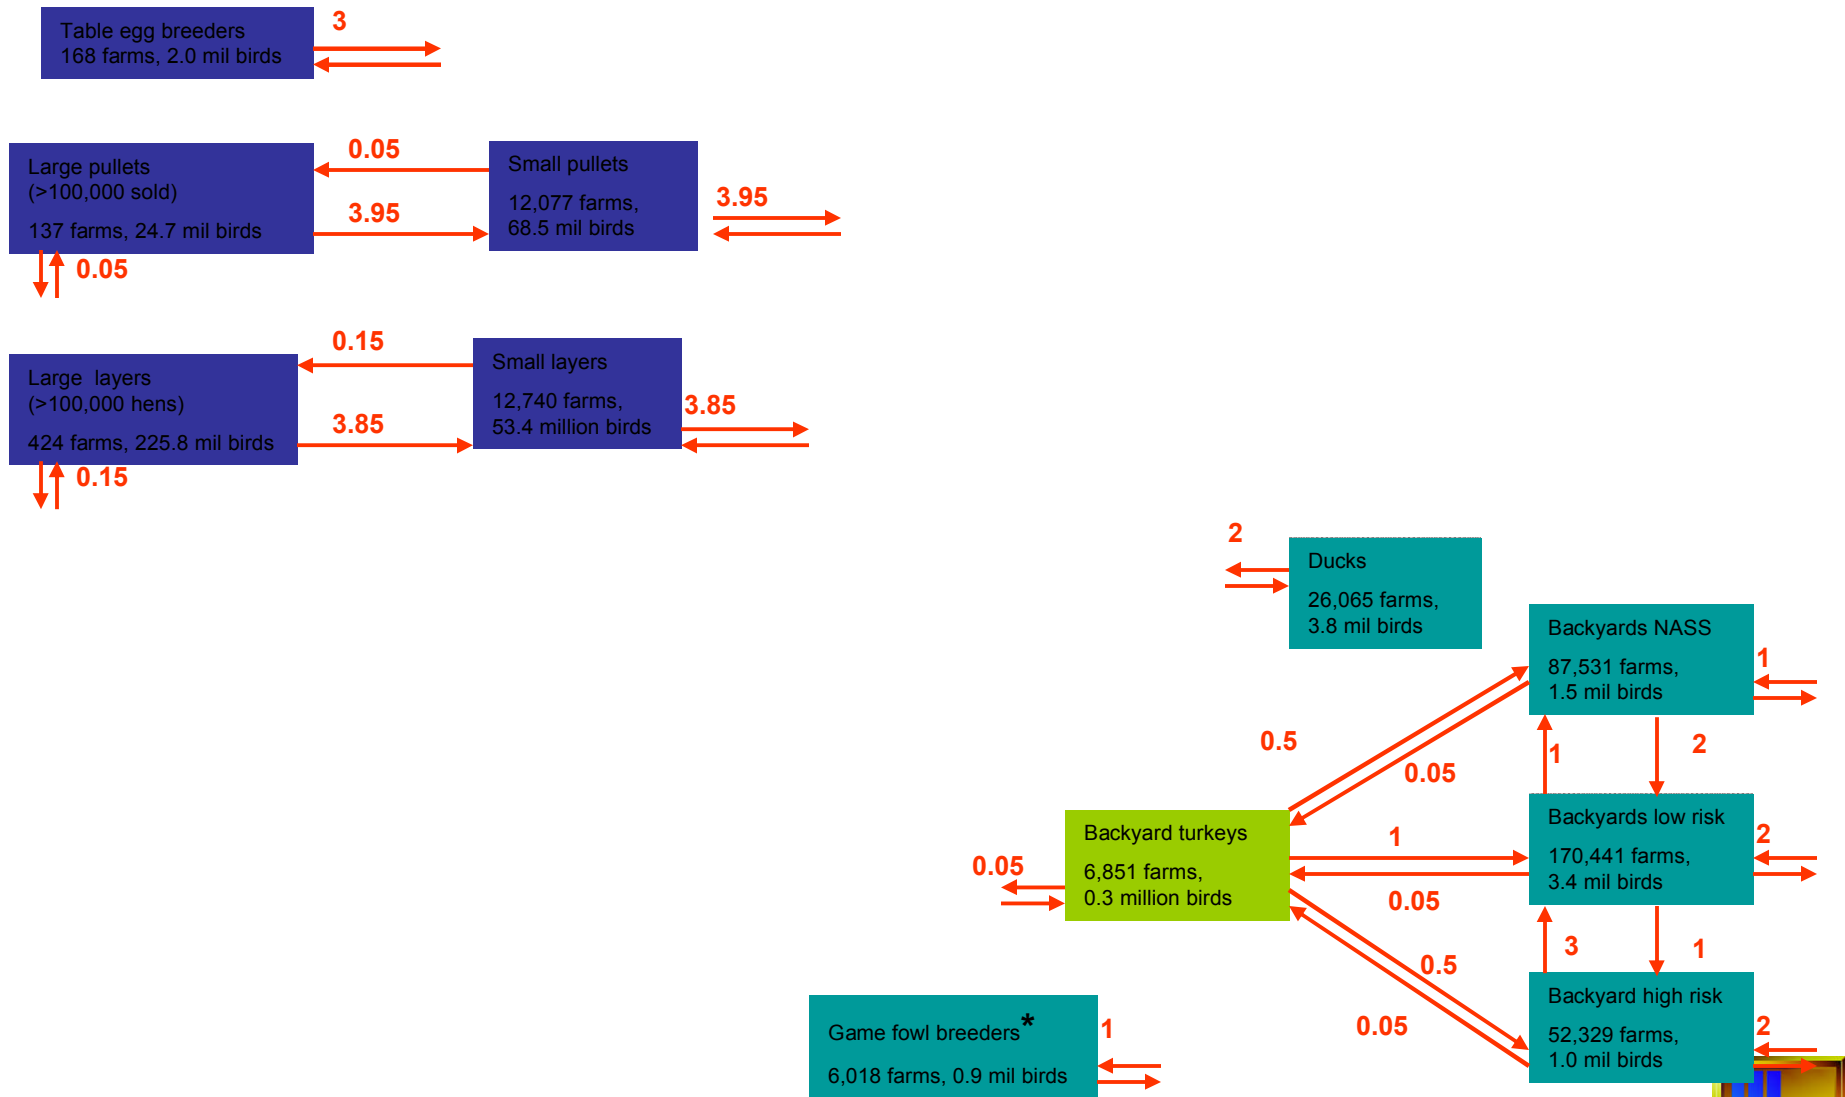 Table egg breeders
168 farms, 2.0 mil birds
3
Large pullets
(>100,000 sold)
137 farms, 24.7 mil birds
0.05
3.95
0.05
Small pullets
12,077 farms,
68.5 mil birds
3.95
Large layers
(>100,000 hens)
424 farms, 225.8 mil birds
0.15
3.85
0.15
Small layers
12,740 farms,
53.4 million birds
3.85
2
Ducks
26,065 farms,
3.8 mil birds
Backyards NASS
87,531 farms,
1.5 mil birds
1
0.5
0.05
1
2
Backyard turkeys
6,851 farms,
0.3 million birds
0.05
1
0.05
Backyards low risk
170,441 farms,
3.4 mil birds
2
0.5
0.05
3
1
Backyard high risk
52,329 farms,
1.0 mil birds
2
Game fowl breeders*
6,018 farms, 0.9 mil birds
1